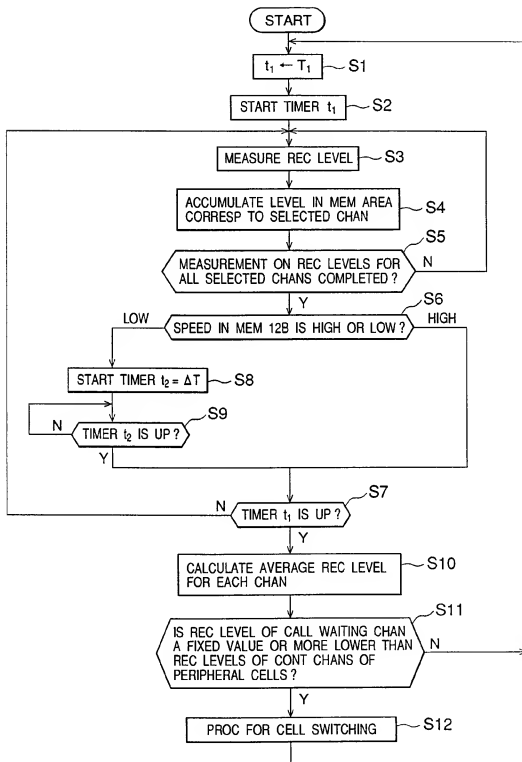 START
t₁ ← T₁
S1
START TIMER t₁
S2
MEASURE REC LEVEL
S3
ACCUMULATE LEVEL IN MEM AREA
CORRESP TO SELECTED CHAN
S4
S5
MEASUREMENT ON REC LEVELS FOR
ALL SELECTED CHANS COMPLETED?
N
Y
S6
LOW
SPEED IN MEM 12B IS HIGH OR LOW?
HIGH
START TIMER t₂ = ΔT
S8
S9
N
TIMER t₂ IS UP?
Y
S7
N
TIMER t₁ IS UP?
Y
CALCULATE AVERAGE REC LEVEL
FOR EACH CHAN
S10
S11
IS REC LEVEL OF CALL WAITING CHAN
A FIXED VALUE OR MORE LOWER THAN
REC LEVELS OF CONT CHANS OF
PERIPHERAL CELLS?
N
Y
PROC FOR CELL SWITCHING
S12